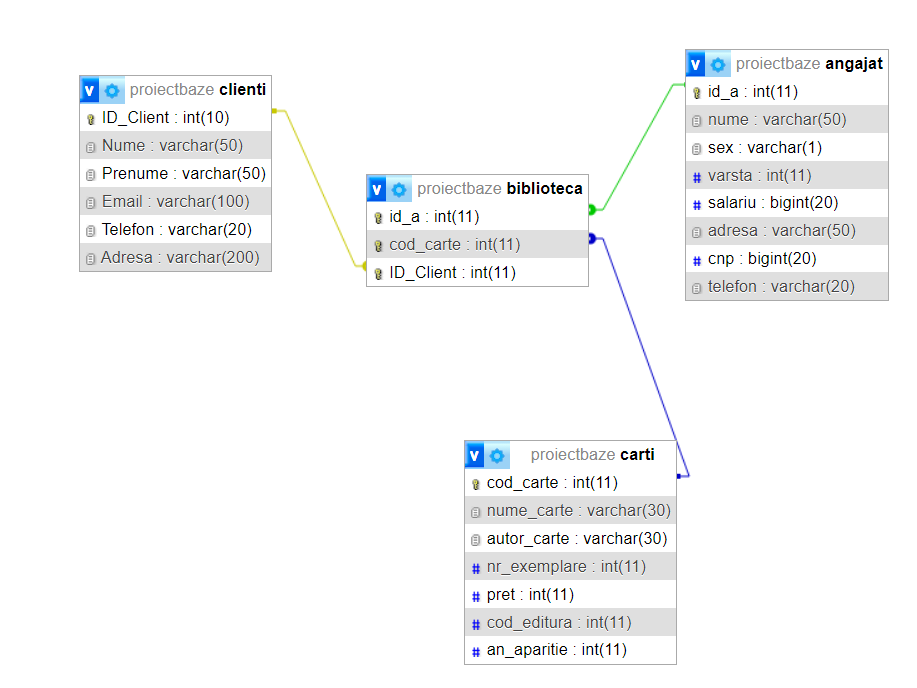 v proiectbaze clienti
ID_Client : int(10)
Nume : varchar(50)
Prenume : varchar(50)
Email : varchar(100)
Telefon : varchar(20)
Adresa : varchar(200)
v proiectbaze biblioteca
id_a : int(11)
cod_carte : int(11)
ID_Client : int(11)
v proiectbaze angajat
id_a : int(11)
nume : varchar(50)
sex : varchar(1)
# varsta : int(11)
# salariu : bigint(20)
adresa : varchar(50)
# cnp : bigint(20)
telefon : varchar(20)
v proiectbaze carti
cod_carte : int(11)
nume_carte : varchar(30)
autor_carte : varchar(30)
# nr_exemplare : int(11)
# pret : int(11)
# cod_editura : int(11)
# an_aparitie : int(11)